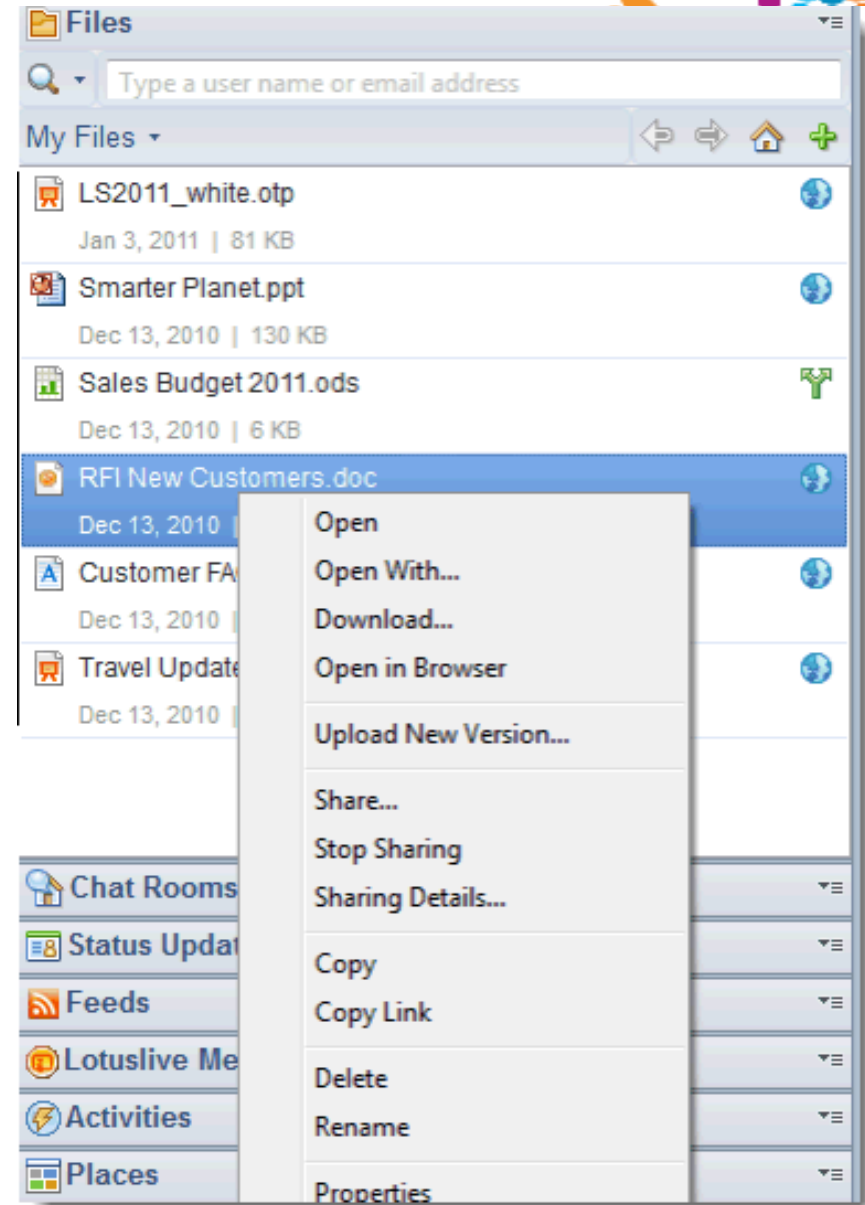 Files
Type a user name or email address
My Files
LS2011_white.otp
Jan 3, 2011 | 81 KB
Smarter Planet.ppt
Dec 13, 2010 | 130 KB
Sales Budget 2011.ods
Dec 13, 2010 | 6 KB
RFI New Customers.doc
Dec 13, 2010 |
Customer FA
Dec 13, 2010 |
Travel Update
Dec 13, 2010 |
Open
Open With...
Download...
Open in Browser
Upload New Version...
Share...
Stop Sharing
Sharing Details...
Copy
Copy Link
Delete
Rename
Properties
Chat Rooms
Status Updat
Feeds
Lotuslive Me
Activities
Places